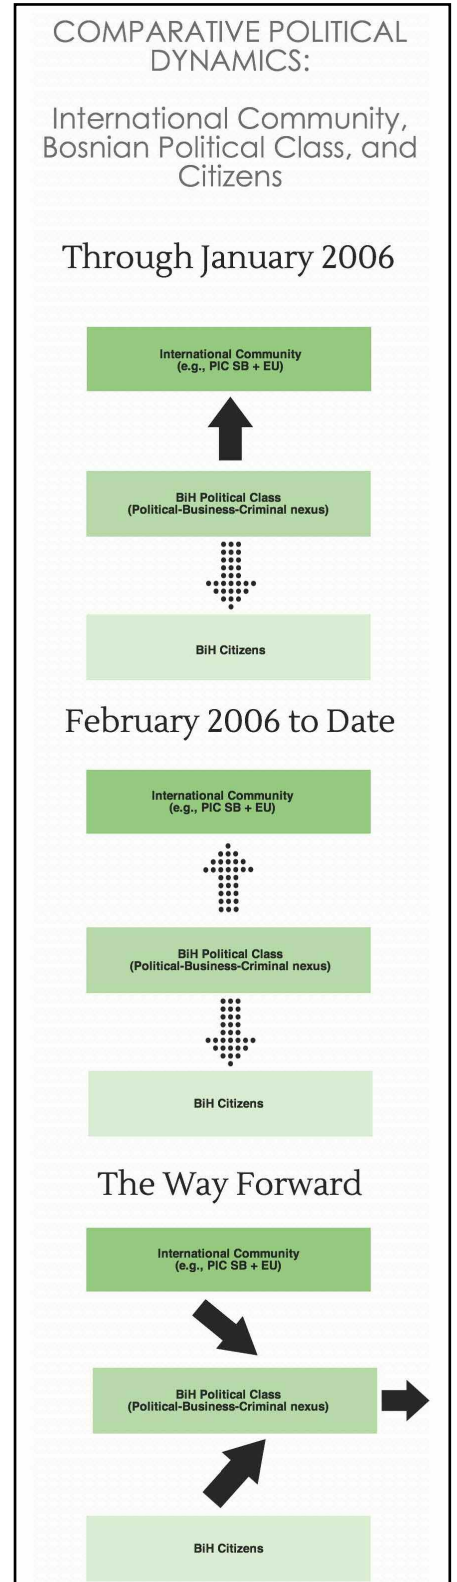 COMPARATIVE POLITICAL
DYNAMICS:
International Community,
Bosnian Political Class, and
Citizens
Through January 2006
International Community
(e.g., PIC SB + EU)
BiH Political Class
(Political-Business-Criminal nexus)
BiH Citizens
February 2006 to Date
International Community
(e.g., PIC SB + EU)
BiH Political Class
(Political-Business-Criminal nexus)
BiH Citizens
The Way Forward
International Community
(e.g., PIC SB + EU)
BiH Political Class
(Political-Business-Criminal nexus)
BiH Citizens